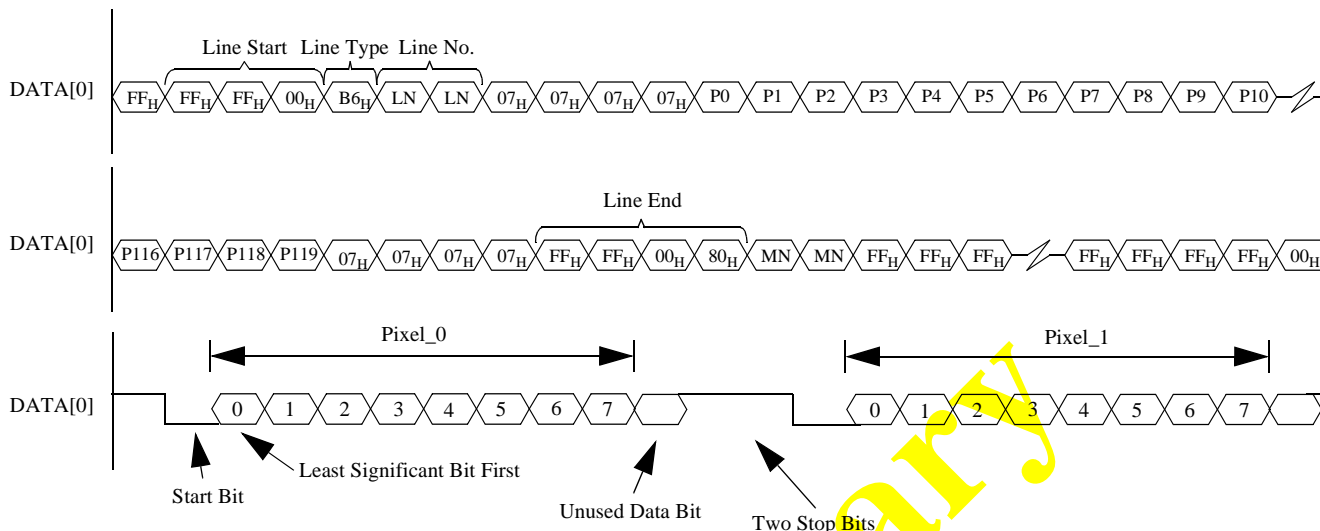 Line Start Line Type Line No.
DATA[0] FFH FFH FFH 00H B6H LN LN 07H 07H 07H 07H P0 P1 P2 P3 P4 P5 P6 P7 P8 P9 P10
Line End
DATA[0] P116 P117 P118 P119 07H 07H 07H 07H FFH FFH 00H 80H MN MN FFH FFH FFH FFH FFH FFH FFH 00H
Pixel_0 Pixel_1
DATA[0] 0 1 2 3 4 5 6 7 0 1 2 3 4 5 6 7
Least Significant Bit First
Start Bit
Unused Data Bit
Two Stop Bits
ary